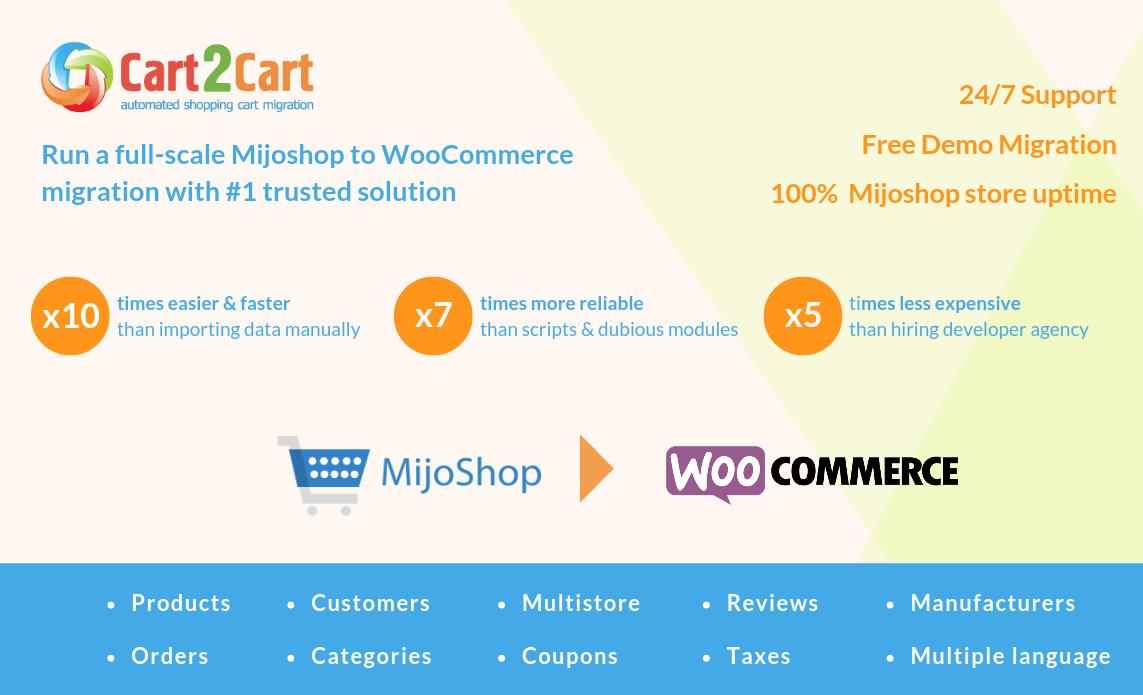 Cart2Cart
automated shopping cart migration
24/7 Support
Run a full-scale Mijoshop to WooCommerce
migration with #1 trusted solution
Free Demo Migration
100% Mijoshop store uptime
x10
times easier & faster
than importing data manually
x7
times more reliable
than scripts & dubious modules
x5
times less expensive
than hiring developer agency
MijoShop
WOO COMMERCE
• Products
• Customers
• Multistore
• Reviews
• Manufacturers
• Orders
• Categories
• Coupons
• Taxes
• Multiple language